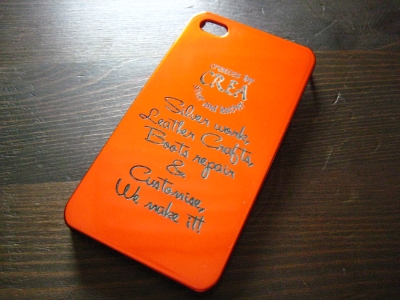 CREA
Silver work,
Leather Crafts,
Boots repair
&
Customise,
We make it!!